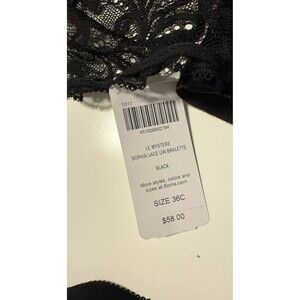 5317
LE MYSTERE
SOPHIA LACE UW BRALETTE
BLACK
More styles, colors and
sizes at Soma.com
SIZE 36C
$58.00